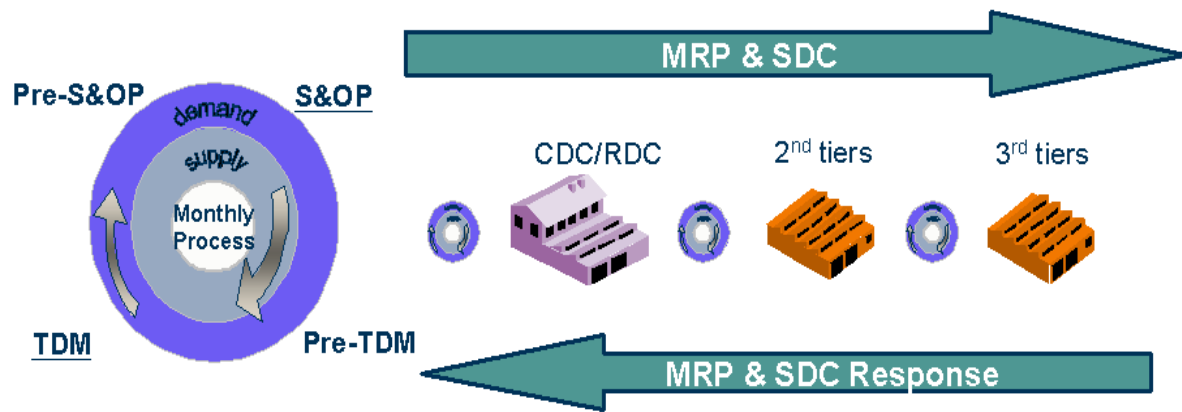 MRP & SDC
Pre-S&OP
S&OP
demand
supply
Monthly
Process
TDM
Pre-TDM
CDC/RDC
2nd tiers
3rd tiers
MRP & SDC Response